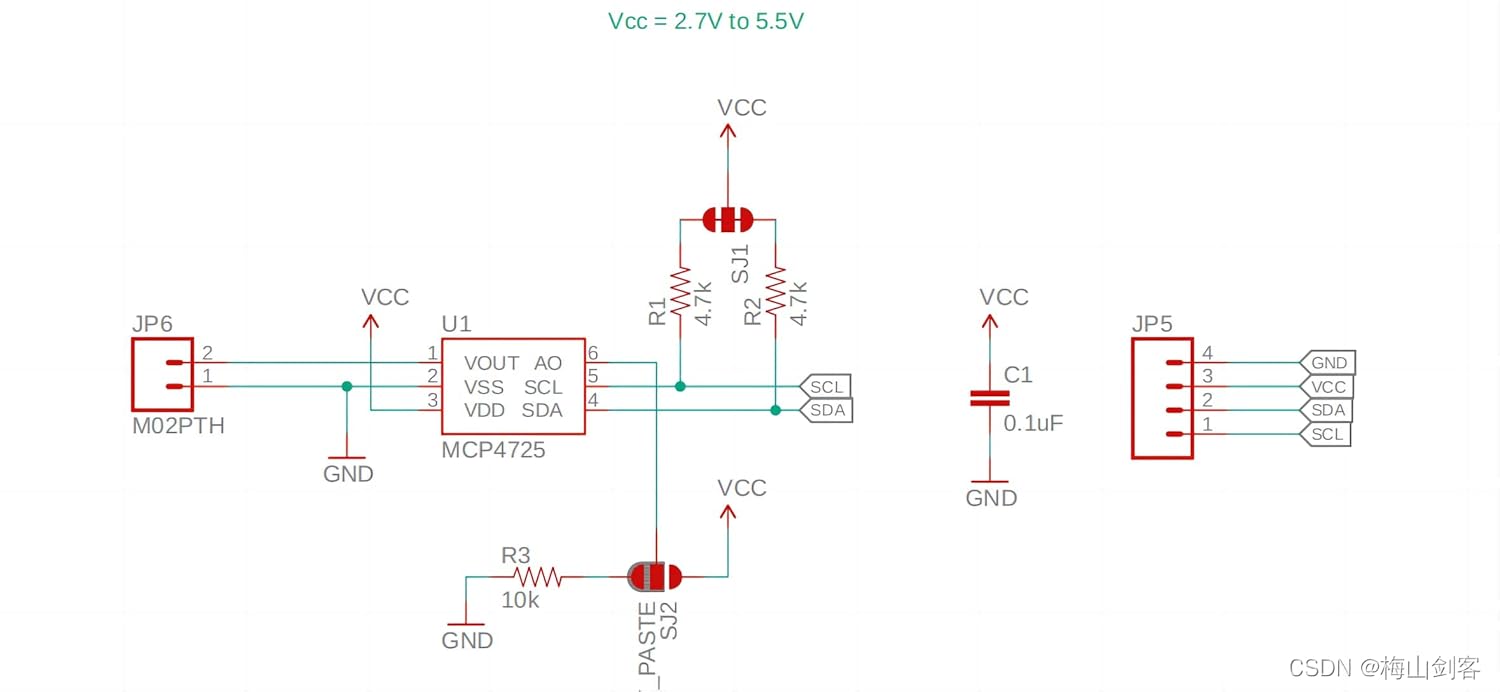 Vcc = 2.7V to 5.5V
VCC
SJ1
R1
4.7k
R2
4.7k
VCC
JP6
2
1
M02PTH
GND
U1
1 VOUT AO 6
2 VSS SCL 5
3 VDD SDA 4
MCP4725
SCL
SDA
VCC
C1
0.1uF
GND
JP5
4 GND
3 VCC
2 SDA
1 SCL
VCC
R3
10k
GND
_PASTE
SJ2
CSDN @梅山剑客